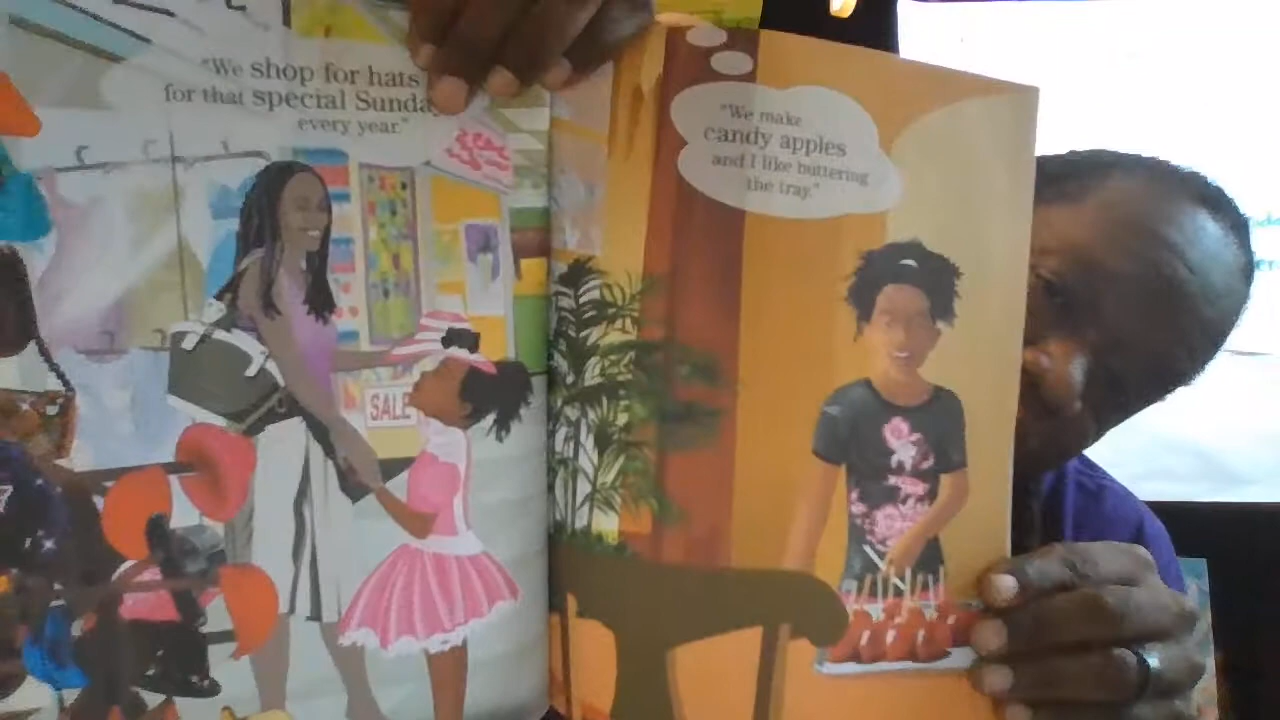 "We shop for hats
for that special Sunda
every year."
SALE
"We make
candy apples
and I like buttering
the tray."